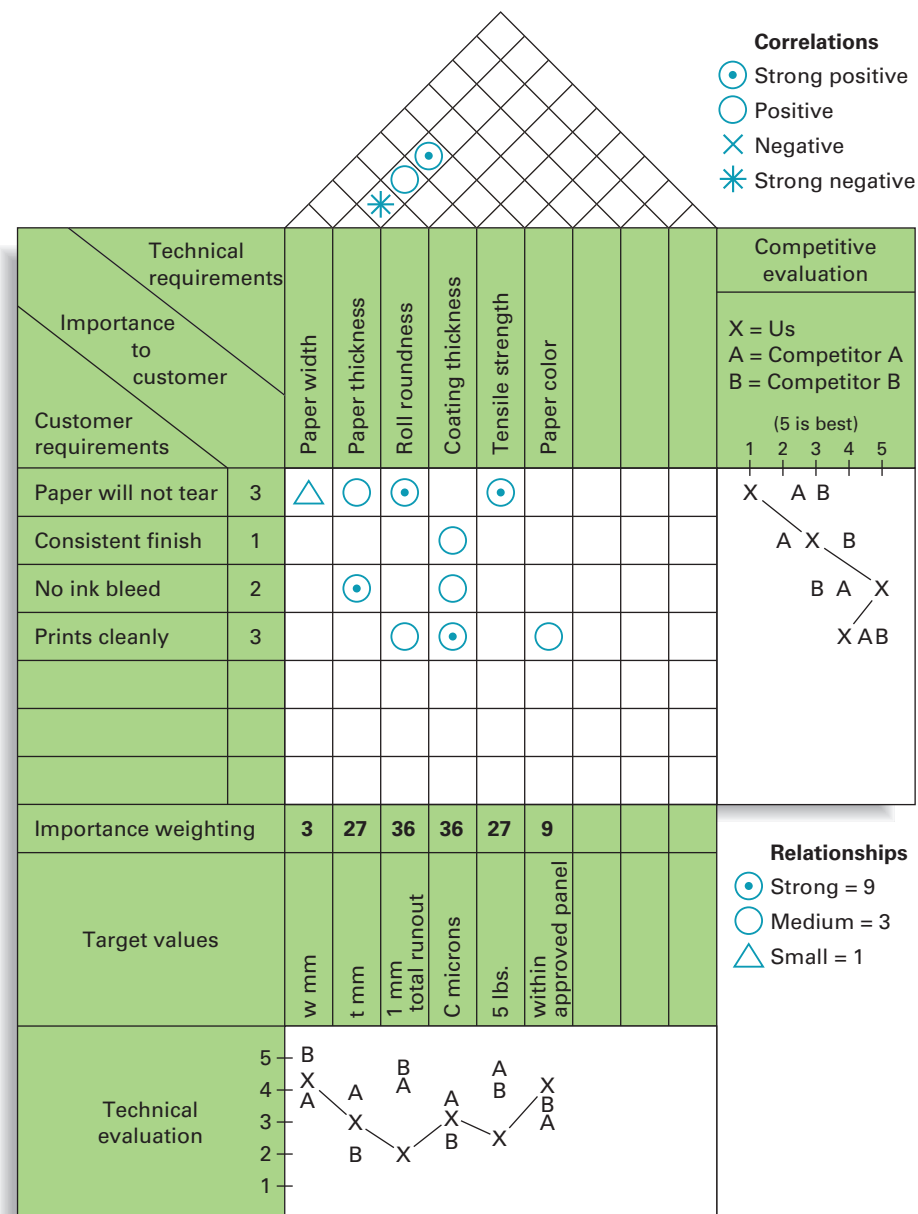 Correlations
Strong positive
Positive
Negative
Strong negative
Technical
requirements
Importance
to
customer
Customer
requirements
Paper width
Paper thickness
Roll roundness
Coating thickness
Tensile strength
Paper color
Competitive
evaluation
X = Us
A = Competitor A
B = Competitor B
(5 is best)
1 2 3 4 5
Paper will not tear 3 X A B
Consistent finish 1 A X B
No ink bleed 2 B A X
Prints cleanly 3 X A B
Importance weighting 3 27 36 36 27 9
Relationships
Strong = 9
Medium = 3
Small = 1
Target values
w mm
t mm
1 mm
total runout
C microns
5 lbs.
within
approved panel
Technical
evaluation
5 B B A
4 X A A B X
3 A X A X B A
2 B X B X
1